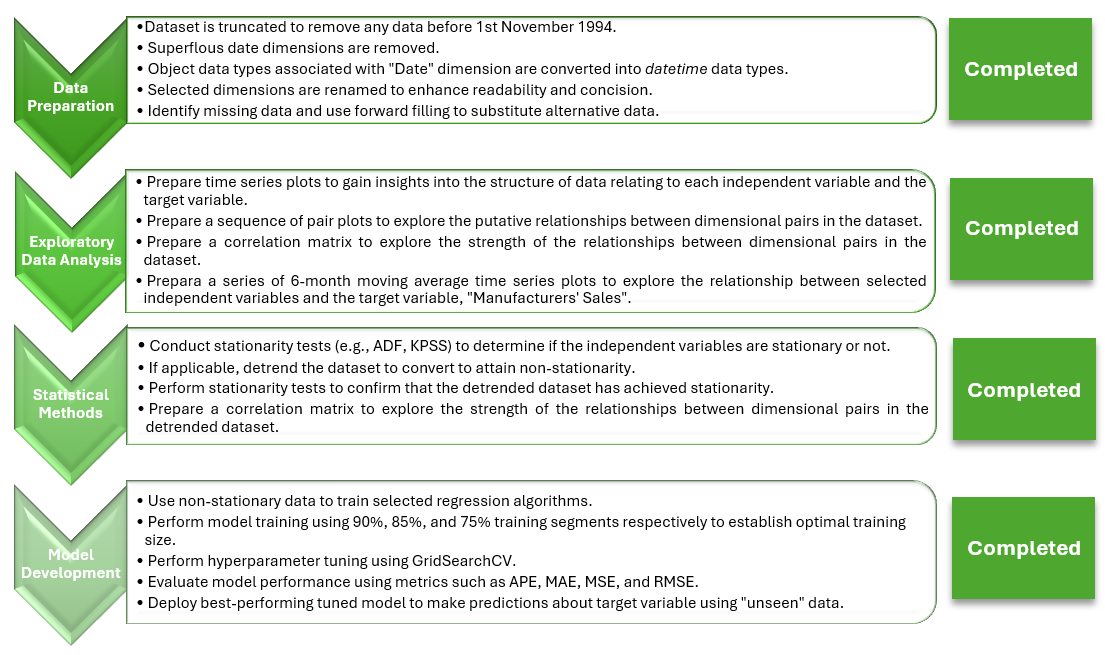 Data
Preparation
•Dataset is truncated to remove any data before 1st November 1994.
• Superflous date dimensions are removed.
• Object data types associated with "Date" dimension are converted into datetime data types.
• Selected dimensions are renamed to enhance readability and concision.
• Identify missing data and use forward filling to substitute alternative data.
Completed
Exploratory
Data Analysis
• Prepare time series plots to gain insights into the structure of data relating to each independent variable and the
target variable.
• Prepare a sequence of pair plots to explore the putative relationships between dimensional pairs in the dataset.
• Prepare a correlation matrix to explore the strength of the relationships between dimensional pairs in the
dataset.
• Prepara a series of 6-month moving average time series plots to explore the relationship between selected
independent variables and the target variable, "Manufacturers' Sales".
Completed
Statistical
Methods
• Conduct stationarity tests (e.g., ADF, KPSS) to determine if the independent variables are stationary or not.
• If applicable, detrend the dataset to convert to attain non-stationarity.
• Perform stationarity tests to confirm that the detrended dataset has achieved stationarity.
• Prepare a correlation matrix to explore the strength of the relationships between dimensional pairs in the
detrended dataset.
Completed
Model
Development
• Use non-stationary data to train selected regression algorithms.
• Perform model training using 90%, 85%, and 75% training segments respectively to establish optimal training
size.
• Perform hyperparameter tuning using GridSearchCV.
• Evaluate model performance using metrics such as APE, MAE, MSE, and RMSE.
• Deploy best-performing tuned model to make predictions about target variable using "unseen" data.
Completed